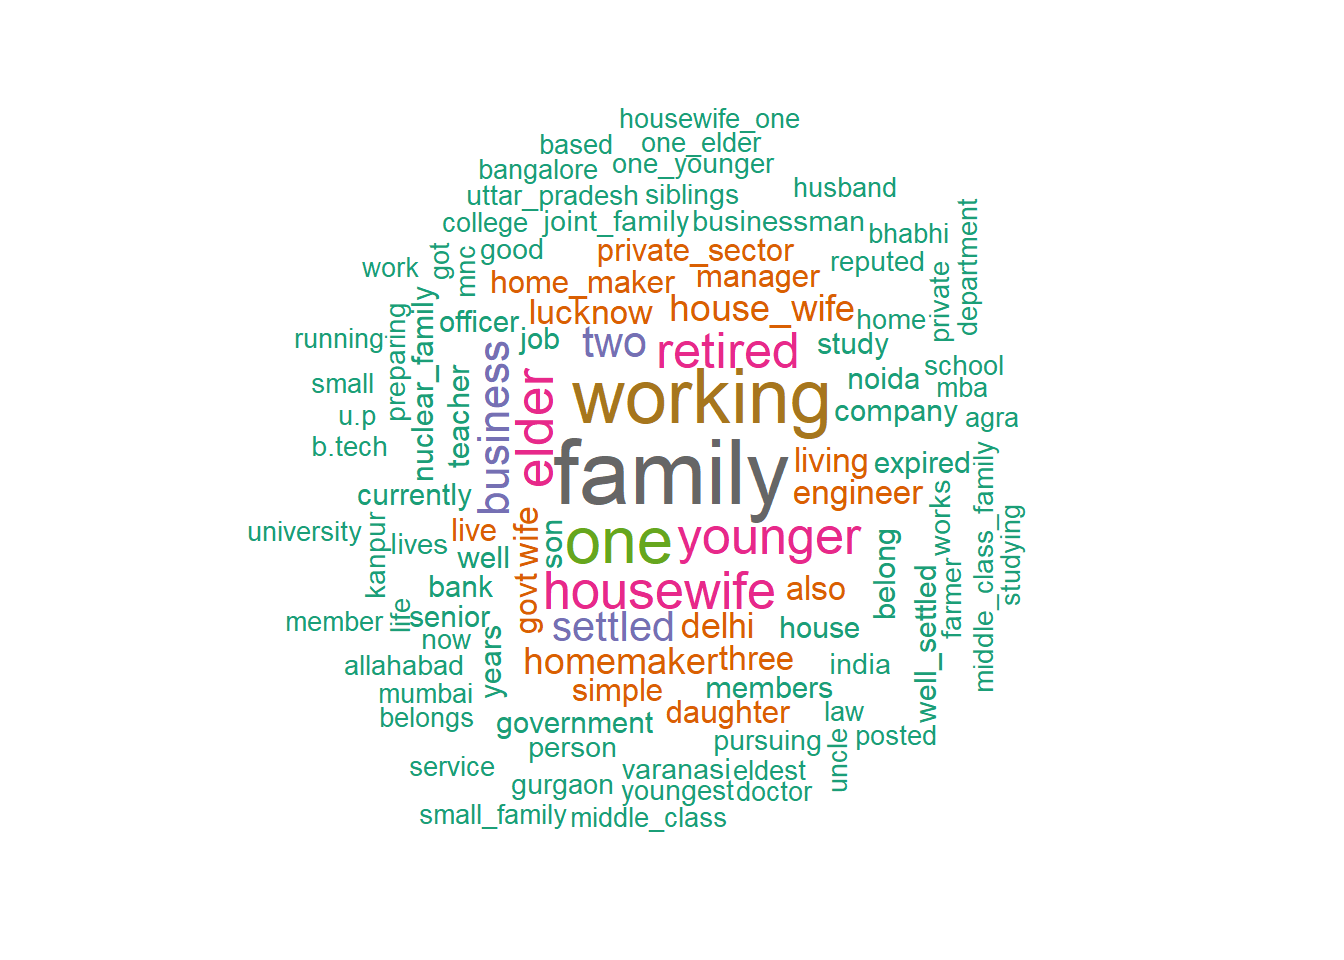 housewife_one
based
one_elder
bangalore
one_younger
uttar_pradesh
siblings
husband
college
joint_family
businessman
bhabhi
department
work
got
mnc
good
private_sector
reputed
home_maker
manager
private
running
preparing
nuclear_family
officer
lucknow
house_wife
home
job
two
retired
study
small
teacher
business
elder
working
noida
school
mba
u.p
company
agra
b.tech
family
living
expired
currently
engineer
middle_class_family
university
kanpur
lives
live
wife
son
one
younger
works
studying
well
belong
bank
govt
housewife
also
well_settled
farmer
member
life
senior
now
settled
delhi
house
allahabad
years
homemaker
three
india
mumbai
simple
members
belongs
government
daughter
law
person
pursuing
uncle
posted
service
varanasi
eldest
gurgaon
youngest
doctor
small_family
middle_class